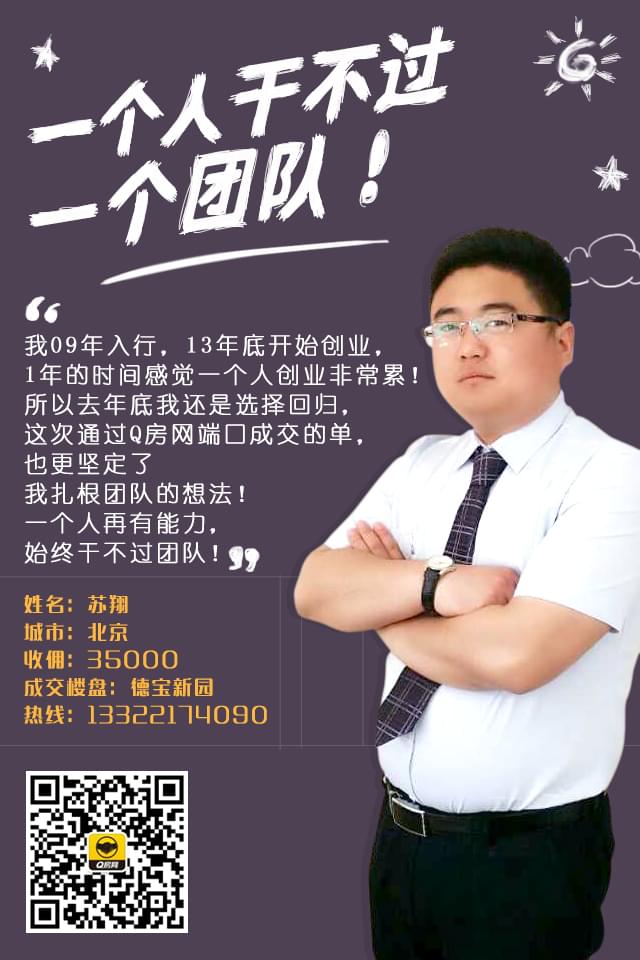 一个人干不过
一个团队！
“
我09年入行，13年底开始创业，
1年的时间感觉一个人创业非常累！
所以去年底我还是选择回归，
这次通过Q房网端口成交的单，
也更坚定了
我扎根团队的想法！
一个人再有能力，
始终干不过团队！”
姓名：苏翔
城市：北京
收佣：35000
成交楼盘：德宝新园
热线：13322174090
Q房网